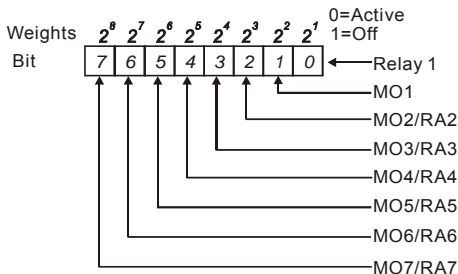 0=Active
Weights 2^8 2^7 2^6 2^5 2^4 2^3 2^2 2^1 1=Off
Bit 7 6 5 4 3 2 1 0 Relay 1
MO1
MO2/RA2
MO3/RA3
MO4/RA4
MO5/RA5
MO6/RA6
MO7/RA7